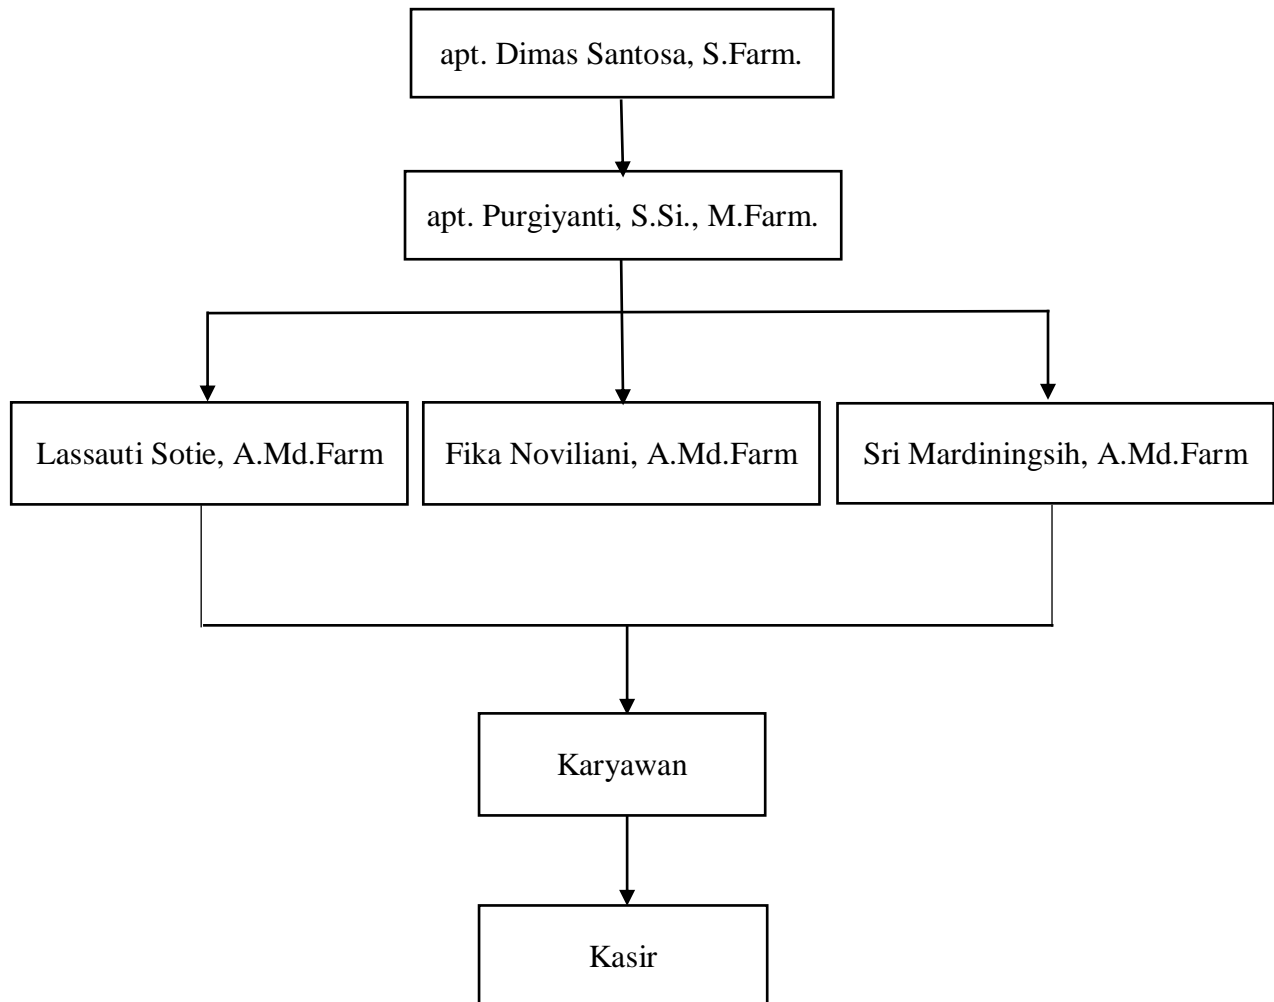 apt. Dimas Santosa, S.Farm.
apt. Purgiyanti, S.Si., M.Farm.
Lassauti Sotie, A.Md.Farm
Fika Noviliani, A.Md.Farm
Sri Mardiningsih, A.Md.Farm
Karyawan
Kasir